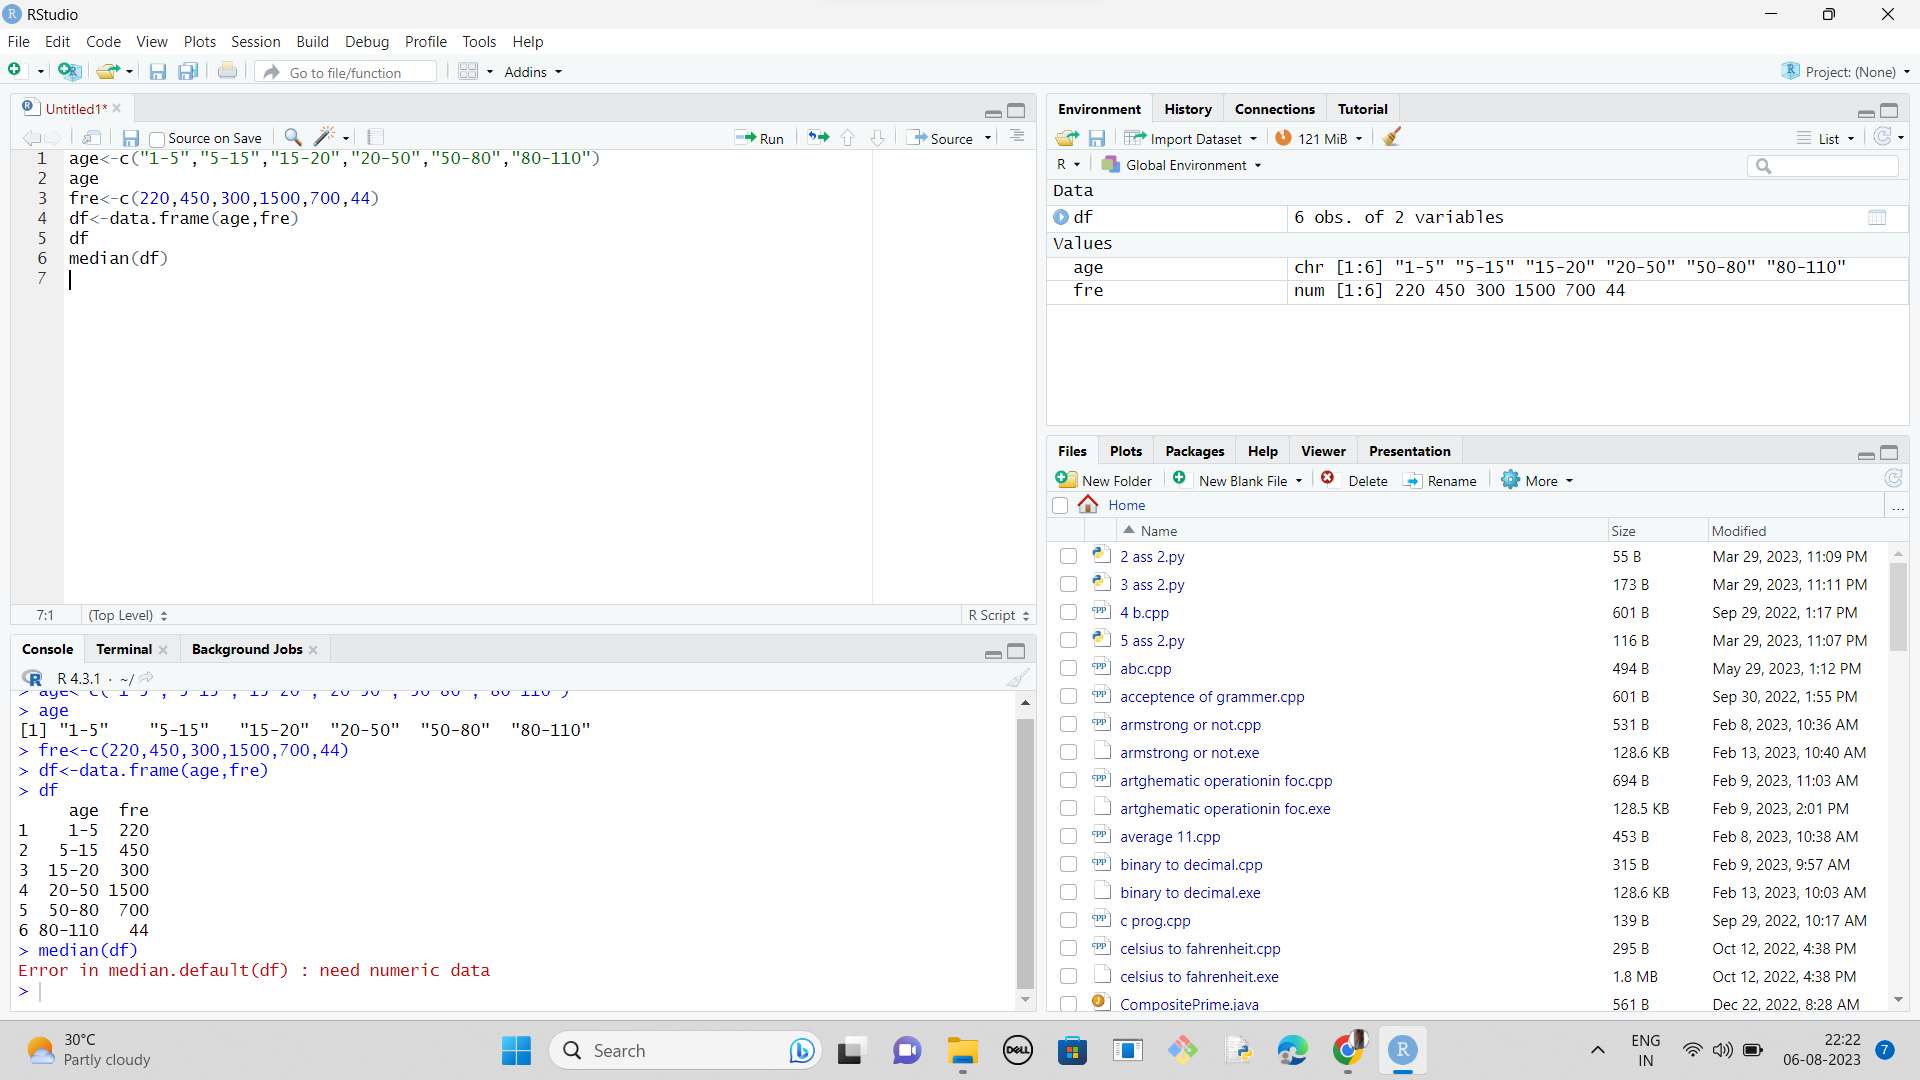 RStudio
File Edit Code View Plots Session Build Debug Profile Tools Help
Go to file/function Addins Project: (None)
Untitled1*
Source on Save Run Source
1 age<-c("1-5","5-15","15-20","20-50","50-80","80-110")
2 age
3 fre<-c(220,450,300,1500,700,44)
4 df<-data.frame(age,fre)
5 df
6 median(df)
7
7:1 (Top Level) R Script
Console Terminal Background Jobs
R 4.3.1 · ~/
> age<-c("1-5","5-15","15-20","20-50","50-80","80-110")
> age
[1] "1-5" "5-15" "15-20" "20-50" "50-80" "80-110"
> fre<-c(220,450,300,1500,700,44)
> df<-data.frame(age,fre)
> df
age fre
1 1-5 220
2 5-15 450
3 15-20 300
4 20-50 1500
5 50-80 700
6 80-110 44
> median(df)
Error in median.default(df) : need numeric data
>
Environment History Connections Tutorial
Import Dataset 121 MiB List
R Global Environment
Data
df 6 obs. of 2 variables
Values
age chr [1:6] "1-5" "5-15" "15-20" "20-50" "50-80" "80-110"
fre num [1:6] 220 450 300 1500 700 44
Files Plots Packages Help Viewer Presentation
New Folder New Blank File Delete Rename More
Home ...
Name Size Modified
2 ass 2.py 55 B Mar 29, 2023, 11:09 PM
3 ass 2.py 173 B Mar 29, 2023, 11:11 PM
4 b.cpp 601 B Sep 29, 2022, 1:17 PM
5 ass 2.py 116 B Mar 29, 2023, 11:07 PM
abc.cpp 494 B May 29, 2023, 1:12 PM
acceptence of grammer.cpp 601 B Sep 30, 2022, 1:55 PM
armstrong or not.cpp 531 B Feb 8, 2023, 10:36 AM
armstrong or not.exe 128.6 KB Feb 13, 2023, 10:40 AM
artghematic operationin foc.cpp 694 B Feb 9, 2023, 11:03 AM
artghematic operationin foc.exe 128.5 KB Feb 9, 2023, 2:01 PM
average 11.cpp 453 B Feb 8, 2023, 10:38 AM
binary to decimal.cpp 315 B Feb 9, 2023, 9:57 AM
binary to decimal.exe 128.6 KB Feb 13, 2023, 10:03 AM
c prog.cpp 139 B Sep 29, 2022, 10:17 AM
celsius to fahrenheit.cpp 295 B Oct 12, 2022, 4:38 PM
celsius to fahrenheit.exe 1.8 MB Oct 12, 2022, 4:38 PM
CompositePrime.java 561 B Dec 22, 2022, 8:28 AM
30°C
Partly cloudy
Search
DELL
ENG
IN
22:22
06-08-2023
7